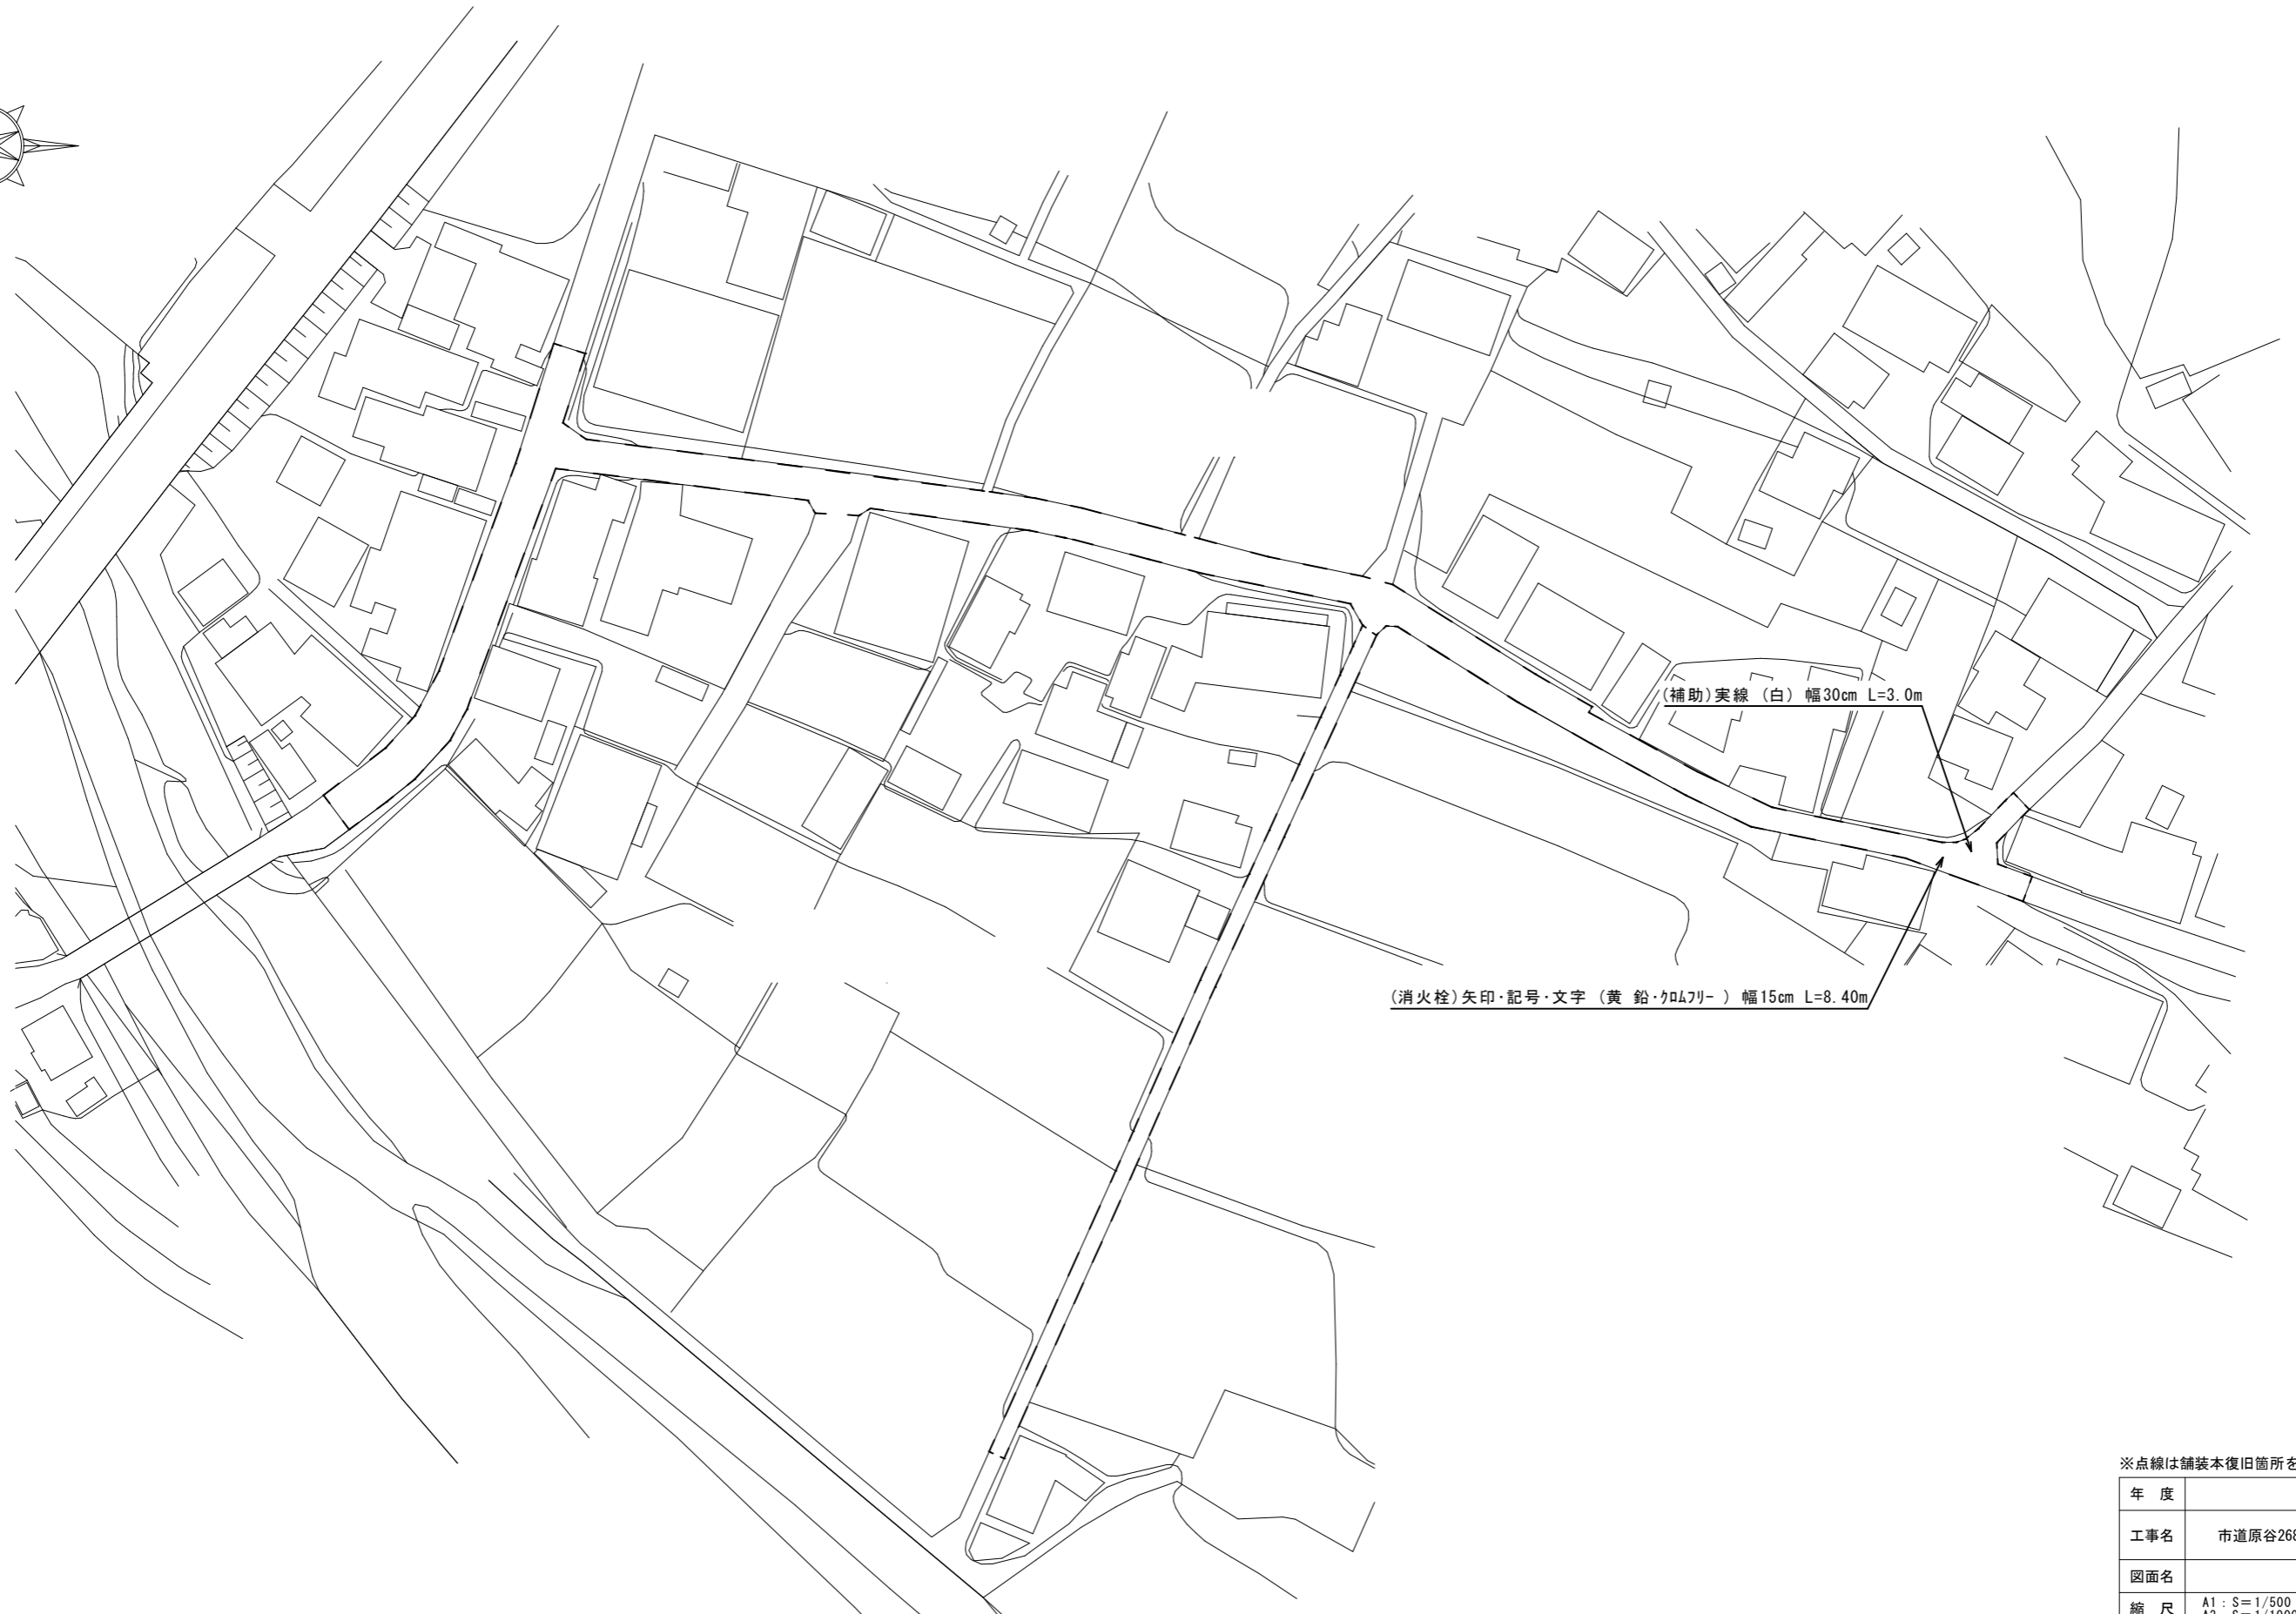 (補助)実線 (白) 幅30cm L=3.0m
(消火栓)矢印･記号･文字 (黄 鉛･ｸﾛﾑﾌﾘｰ ) 幅15cm L=8.40m
※点線は舗装本復旧箇所を
年 度
工事名 市道原谷268
図面名
縮 尺 A1 : S=1/500